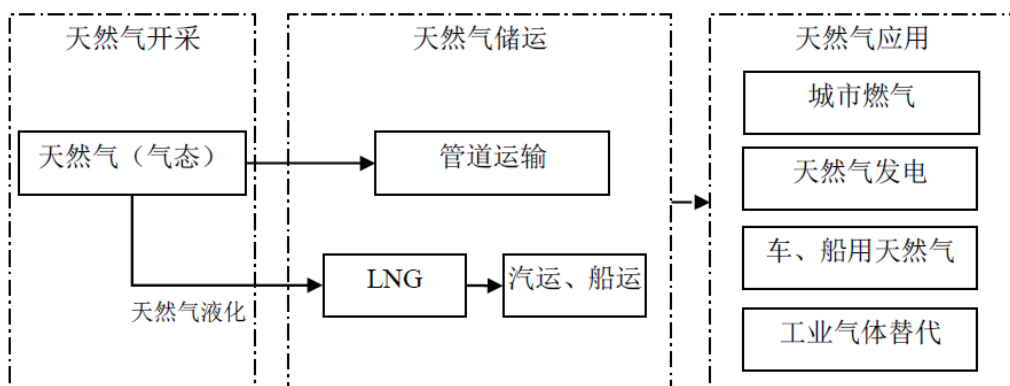 天然气开采
天然气储运
天然气应用
天然气（气态）
管道运输
天然气液化
LNG
汽运、船运
城市燃气
天然气发电
车、船用天然气
工业气体替代